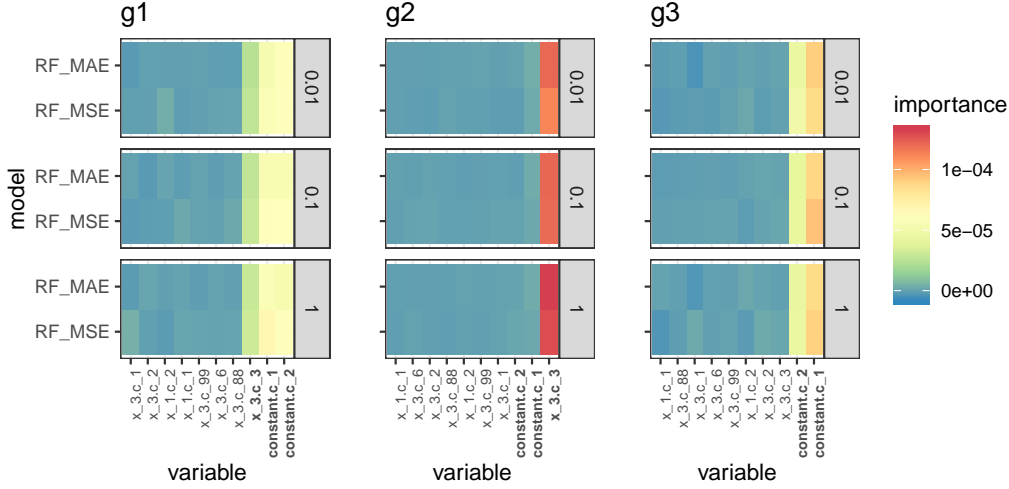 g1
g2
g3
RF_MAE
RF_MSE
0.01
0.01
0.01
RF_MAE
RF_MSE
0.1
0.1
0.1
RF_MAE
RF_MSE
1
1
1
model
x_3.c_1
x_3.c_2
x_1.c_2
x_1.c_1
x_3.c_99
x_3.c_6
x_3.c_88
x_3.c_3
constant.c_1
constant.c_2
x_1.c_1
x_3.c_6
x_3.c_2
x_3.c_88
x_1.c_2
x_3.c_99
x_3.c_1
constant.c_2
constant.c_1
x_3.c_3
x_1.c_1
x_3.c_88
x_3.c_1
x_3.c_6
x_3.c_99
x_1.c_2
x_3.c_2
x_3.c_3
constant.c_2
constant.c_1
variable
variable
variable
importance
1e−04
5e−05
0e+00